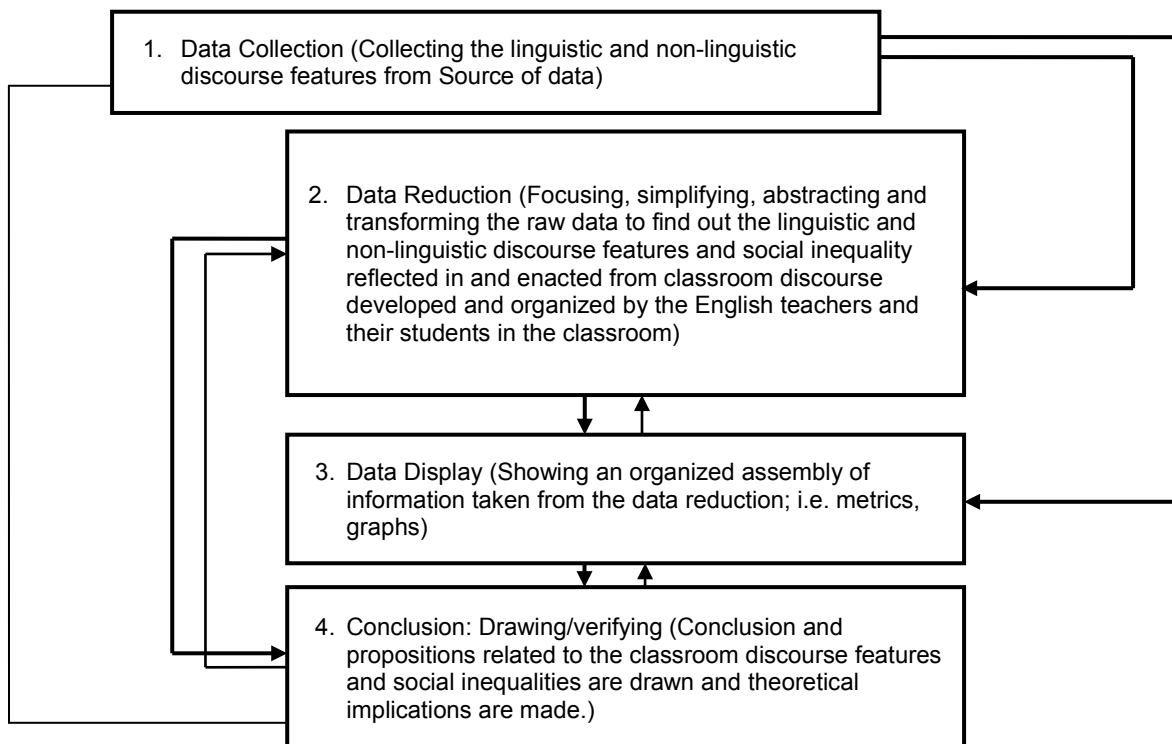 1. Data Collection (Collecting the linguistic and non-linguistic
discourse features from Source of data)
2. Data Reduction (Focusing, simplifying, abstracting and
transforming the raw data to find out the linguistic and
non-linguistic discourse features and social inequality
reflected in and enacted from classroom discourse
developed and organized by the English teachers and
their students in the classroom)
3. Data Display (Showing an organized assembly of
information taken from the data reduction; i.e. metrics,
graphs)
4. Conclusion: Drawing/verifying (Conclusion and
propositions related to the classroom discourse features
and social inequalities are drawn and theoretical
implications are made.)